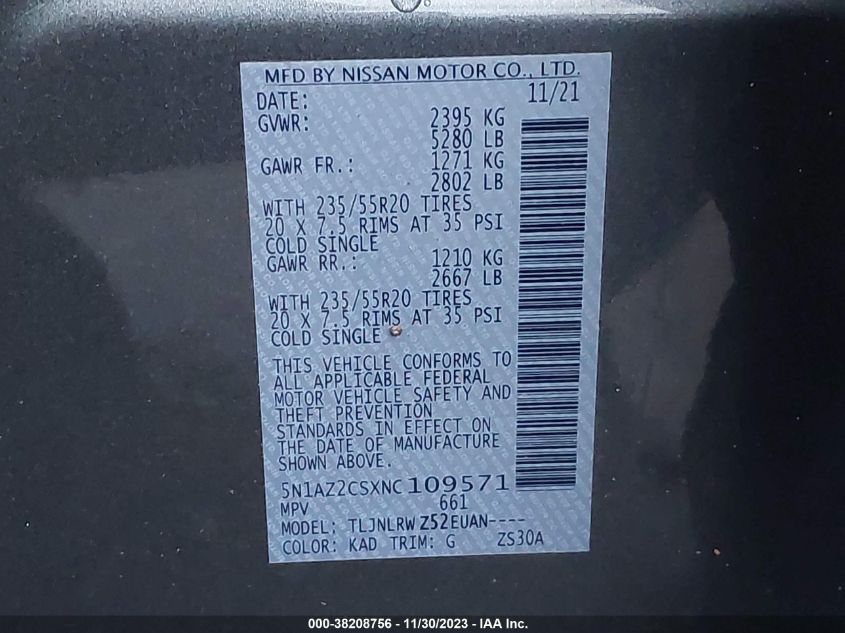 MFD BY NISSAN MOTOR CO., LTD.
DATE: 11/21
GVWR: 2395 KG
5280 LB
GAWR FR.: 1271 KG
2802 LB
WITH 235/55R20 TIRES
20 X 7.5 RIMS AT 35 PSI
COLD SINGLE
GAWR RR.: 1210 KG
2667 LB
WITH 235/55R20 TIRES
20 X 7.5 RIMS AT 35 PSI
COLD SINGLE
THIS VEHICLE CONFORMS TO
ALL APPLICABLE FEDERAL
MOTOR VEHICLE SAFETY AND
THEFT PREVENTION
STANDARDS IN EFFECT ON
THE DATE OF MANUFACTURE
SHOWN ABOVE.
5N1AZ2CSXNC109571
MPV 661
MODEL: TLJNLRW Z52EUAN----
COLOR: KAD TRIM: G ZS30A
000-38208756 - 11/30/2023 - IAA Inc.